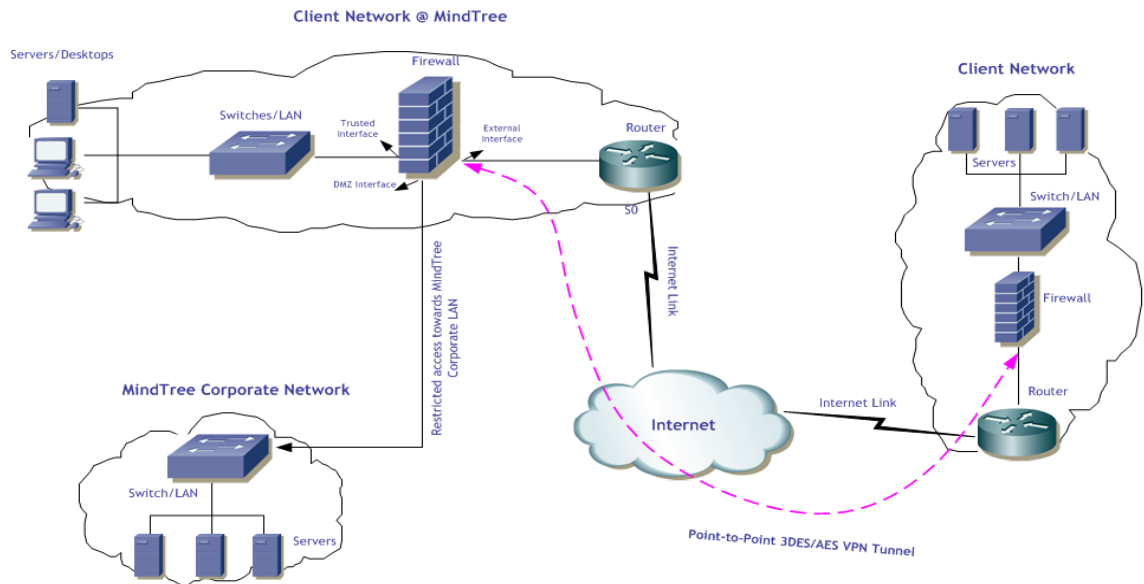 Client Network @ MindTree
Servers/Desktops
Firewall
Client Network
Switches/LAN
Trusted
Interface
External
Interface
Router
DMZ Interface
S0
Servers
Switch/LAN
Firewall
Restricted access towards MindTree
Corporate LAN
Internet Link
MindTree Corporate Network
Internet
Internet Link
Router
Switch/LAN
Servers
Point-to-Point 3DES/AES VPN Tunnel